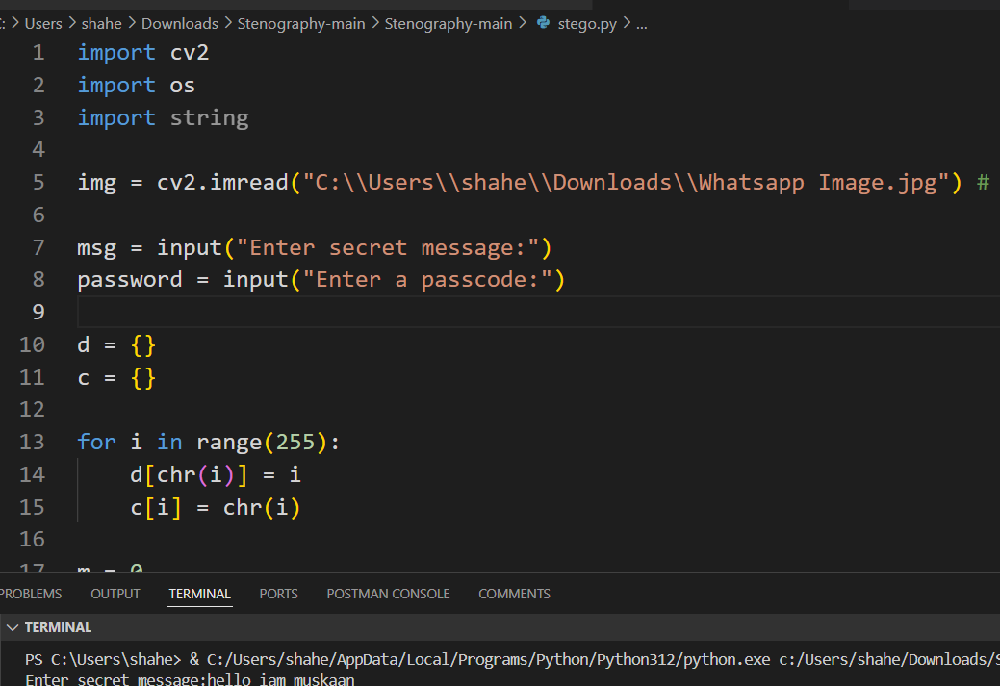 : > Users > shahe > Downloads > Stenography-main > Stenography-main > stego.py > ...
1 import cv2
2 import os
3 import string
4
5 img = cv2.imread("C:\\Users\\shahe\\Downloads\\Whatsapp Image.jpg") #
6
7 msg = input("Enter secret message:")
8 password = input("Enter a passcode:")
9
10 d = {}
11 c = {}
12
13 for i in range(255):
14     d[chr(i)] = i
15     c[i] = chr(i)
16
17 m = 0
PROBLEMS OUTPUT TERMINAL PORTS POSTMAN CONSOLE COMMENTS
TERMINAL
PS C:\Users\shahe> & C:/Users/shahe/AppData/Local/Programs/Python/Python312/python.exe c:/Users/shahe/Downloads/S
Enter secret message:hello iam muskaan